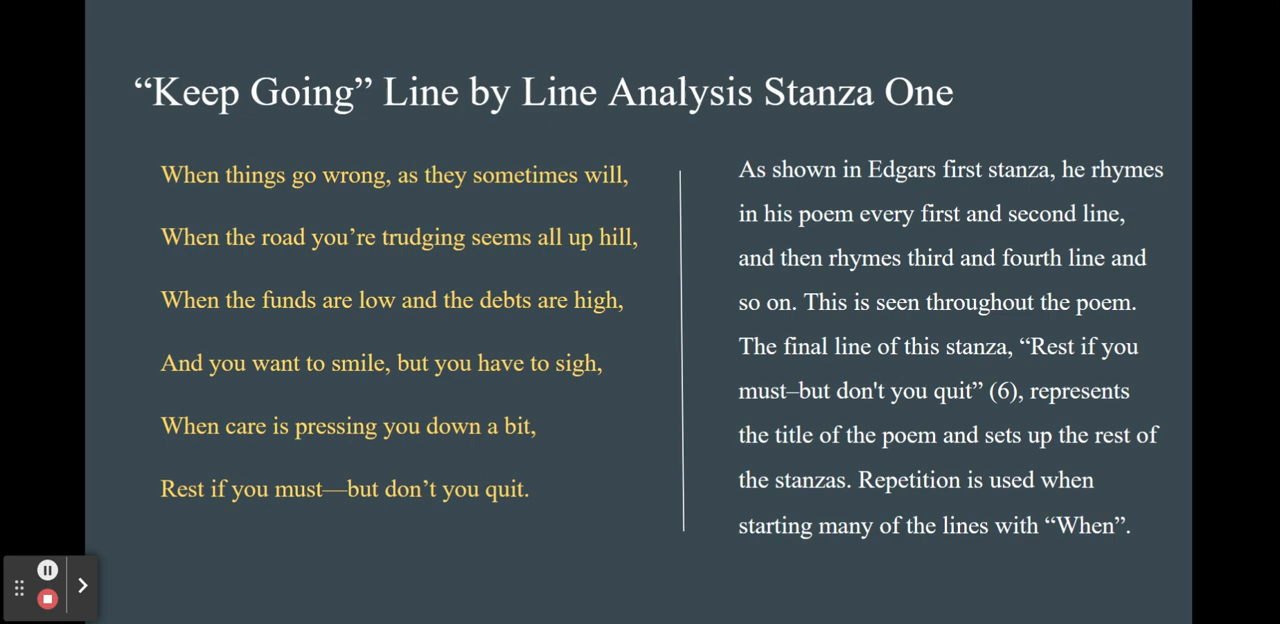 “Keep Going” Line by Line Analysis Stanza One
When things go wrong, as they sometimes will,
When the road you’re trudging seems all up hill,
When the funds are low and the debts are high,
And you want to smile, but you have to sigh,
When care is pressing you down a bit,
Rest if you must—but don’t you quit.
As shown in Edgars first stanza, he rhymes
in his poem every first and second line,
and then rhymes third and fourth line and
so on. This is seen throughout the poem.
The final line of this stanza, “Rest if you
must–but don't you quit” (6), represents
the title of the poem and sets up the rest of
the stanzas. Repetition is used when
starting many of the lines with “When”.